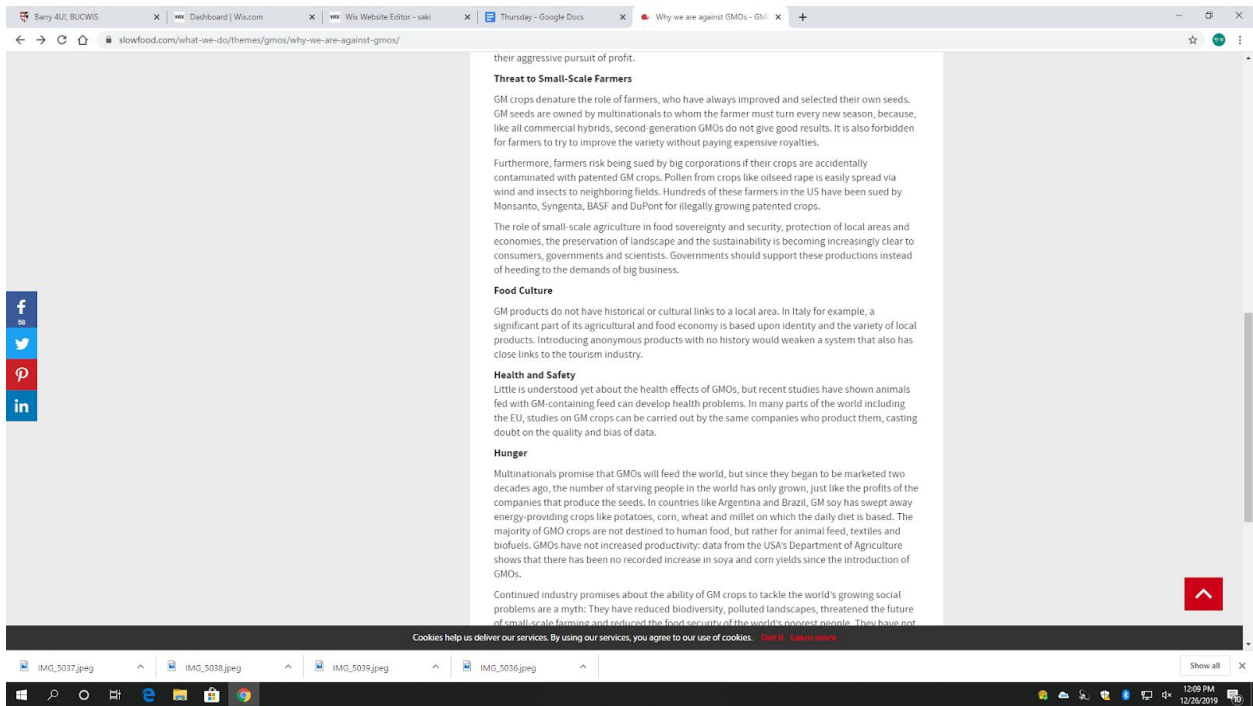 Barry 4UI, BUCWIS
Dashboard | Wix.com
Wix Website Editor - saki
Thursday - Google Docs
Why we are against GMOs - GM
slowfood.com/what-we-do/themes/gmos/why-we-are-against-gmos/
their aggressive pursuit of profit.
Threat to Small-Scale Farmers
GM crops denature the role of farmers, who have always improved and selected their own seeds.
GM seeds are owned by multinationals to whom the farmer must turn every new season, because,
like all commercial hybrids, second-generation GMOs do not give good results. It is also forbidden
for farmers to try to improve the variety without paying expensive royalties.
Furthermore, farmers risk being sued by big corporations if their crops are accidentally
contaminated with patented GM crops. Pollen from crops like oilseed rape is easily spread via
wind and insects to neighboring fields. Hundreds of these farmers in the US have been sued by
Monsanto, Syngenta, BASF and DuPont for illegally growing patented crops.
The role of small-scale agriculture in food sovereignty and security, protection of local areas and
economies, the preservation of landscape and the sustainability is becoming increasingly clear to
consumers, governments and scientists. Governments should support these productions instead
of heeding to the demands of big business.
Food Culture
GM products do not have historical or cultural links to a local area. In Italy for example, a
significant part of its agricultural and food economy is based upon identity and the variety of local
products. Introducing anonymous products with no history would weaken a system that also has
close links to the tourism industry.
Health and Safety
Little is understood yet about the health effects of GMOs, but recent studies have shown animals
fed with GM-containing feed can develop health problems. In many parts of the world including
the EU, studies on GM crops can be carried out by the same companies who product them, casting
doubt on the quality and bias of data.
Hunger
Multinationals promise that GMOs will feed the world, but since they began to be marketed two
decades ago, the number of starving people in the world has only grown, just like the profits of the
companies that produce the seeds. In countries like Argentina and Brazil, GM soy has swept away
energy-providing crops like potatoes, corn, wheat and millet on which the daily diet is based. The
majority of GMO crops are not destined to human food, but rather for animal feed, textiles and
biofuels. GMOs have not increased productivity: data from the USA's Department of Agriculture
shows that there has been no recorded increase in soya and corn yields since the introduction of
GMOs.
Continued industry promises about the ability of GM crops to tackle the world's growing social
problems are a myth: They have reduced biodiversity, polluted landscapes, threatened the future
of small-scale farming and reduced the food security of the world's poorest people. They have not
58
Cookies help us deliver our services. By using our services, you agree to our use of cookies. Got it Learn more
IMG_5037.jpeg
IMG_5038.jpeg
IMG_5039.jpeg
IMG_5036.jpeg
Show all
12:09 PM
12/26/2019